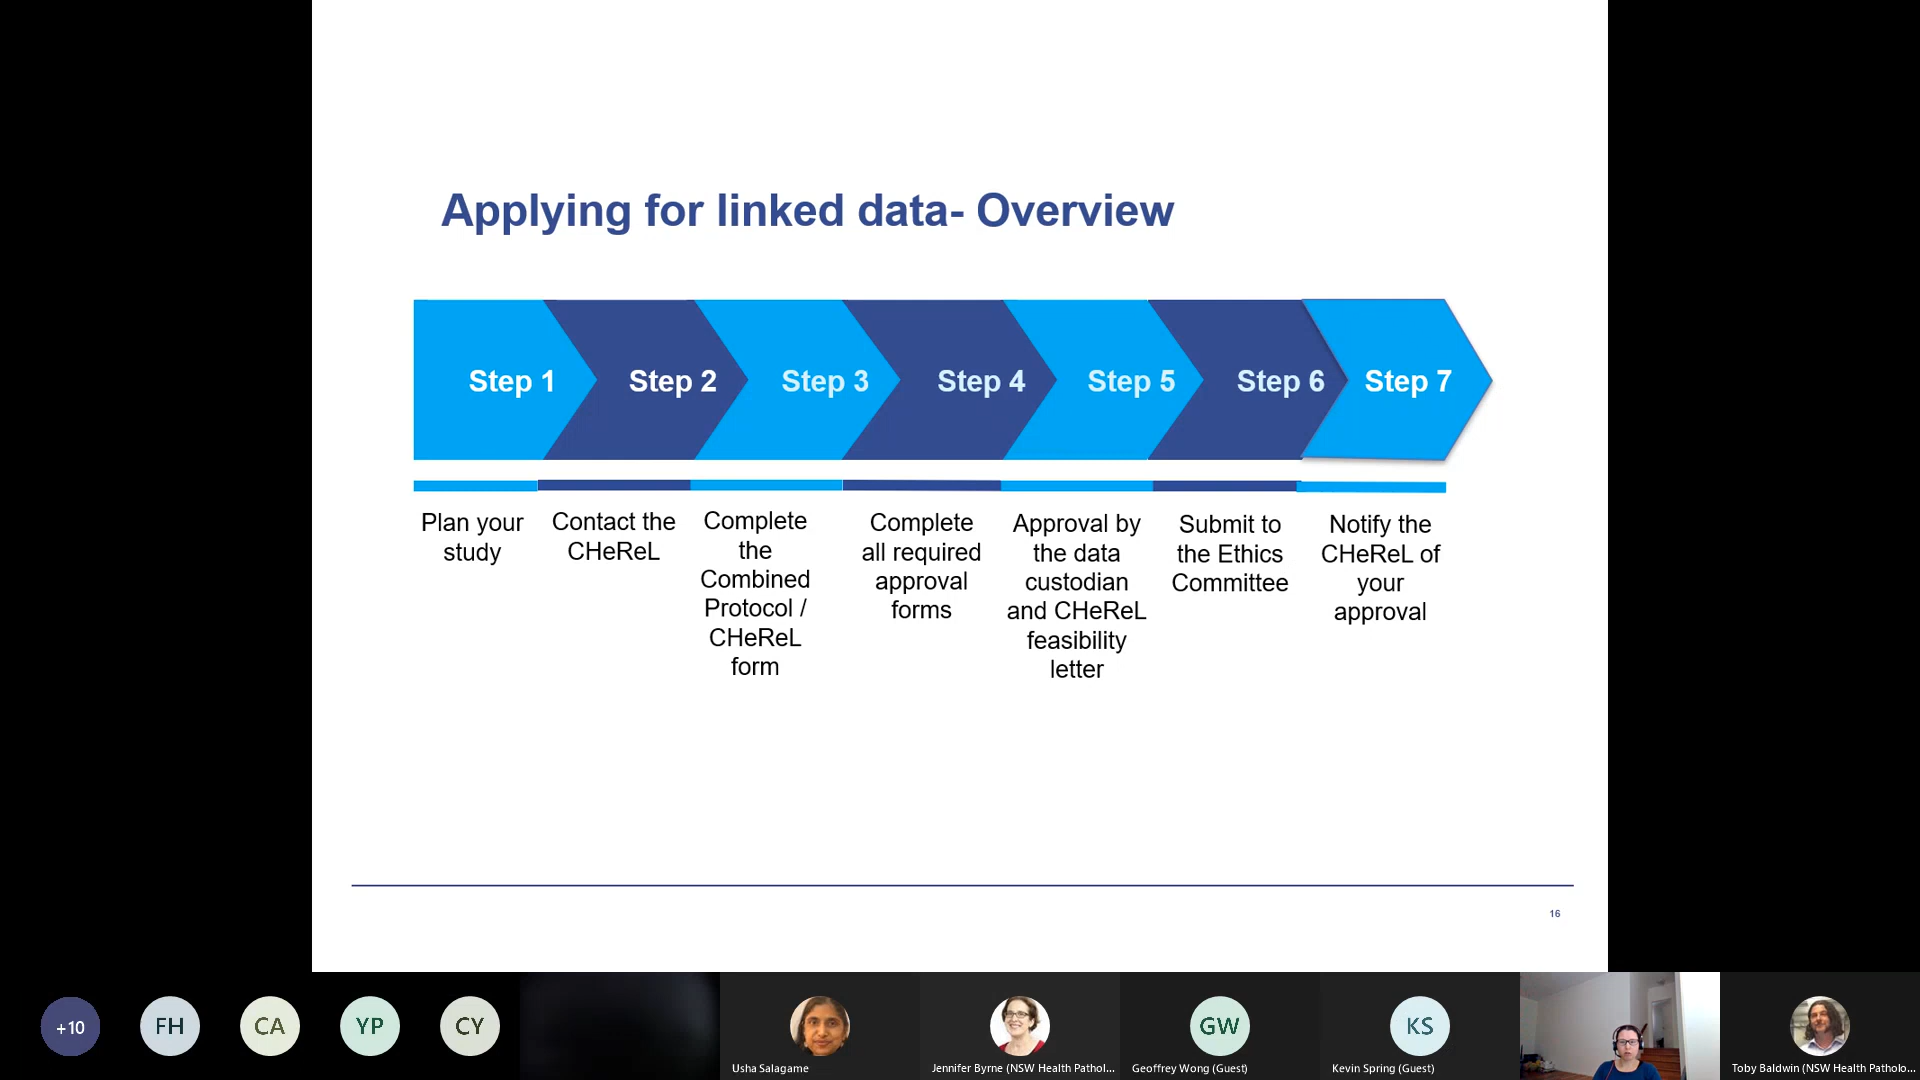 Applying for linked data- Overview
Step 1
Step 2
Step 3
Step 4
Step 5
Step 6
Step 7
Plan your
study
Contact the
CHeReL
Complete
the
Combined
Protocol /
CHeReL
form
Complete
all required
approval
forms
Approval by
the data
custodian
and CHeReL
feasibility
letter
Submit to
the Ethics
Committee
Notify the
CHeReL of
your
approval
16
+10
FH
CA
YP
CY
Usha Salagame
Jennifer Byrne (NSW Health Pathol...
GW
Geoffrey Wong (Guest)
KS
Kevin Spring (Guest)
Toby Baldwin (NSW Health Patholo...